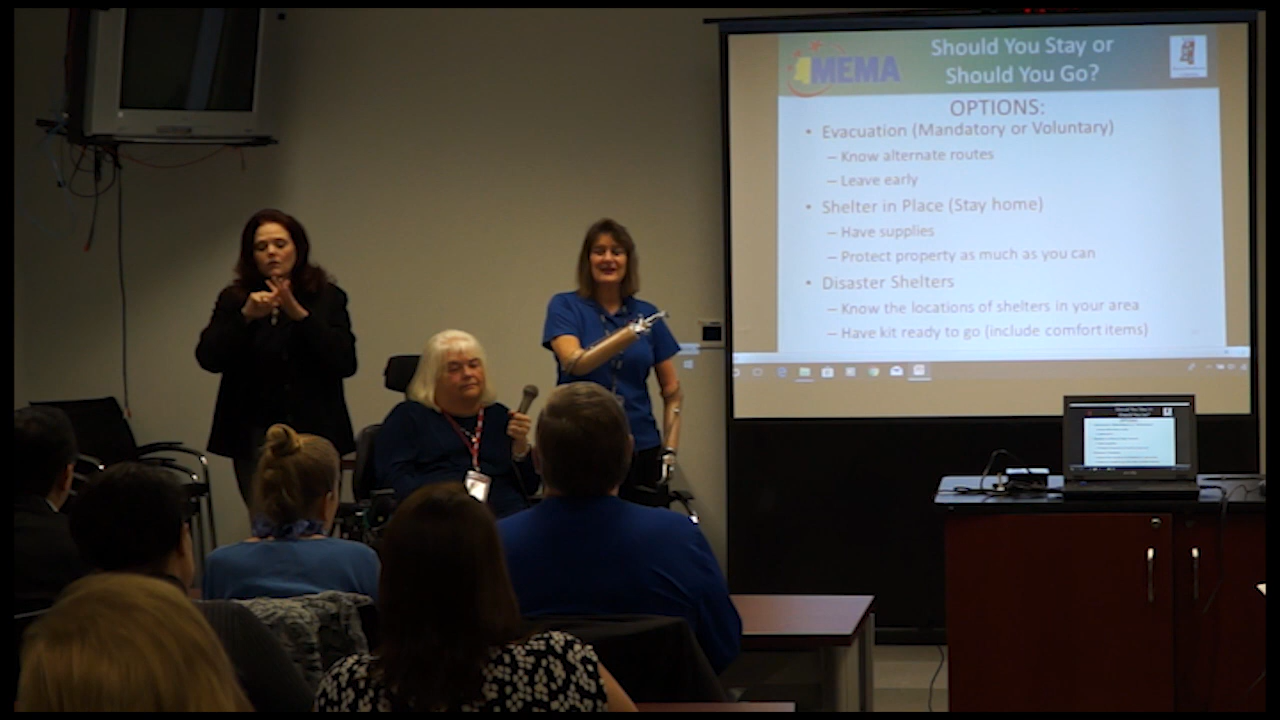 MEMA
Should You Stay or
Should You Go?
OPTIONS:
• Evacuation (Mandatory or Voluntary)
– Know alternate routes
– Leave early
• Shelter in Place (Stay home)
– Have supplies
– Protect property as much as you can
• Disaster Shelters
– Know the locations of shelters in your area
– Have kit ready to go (include comfort items)